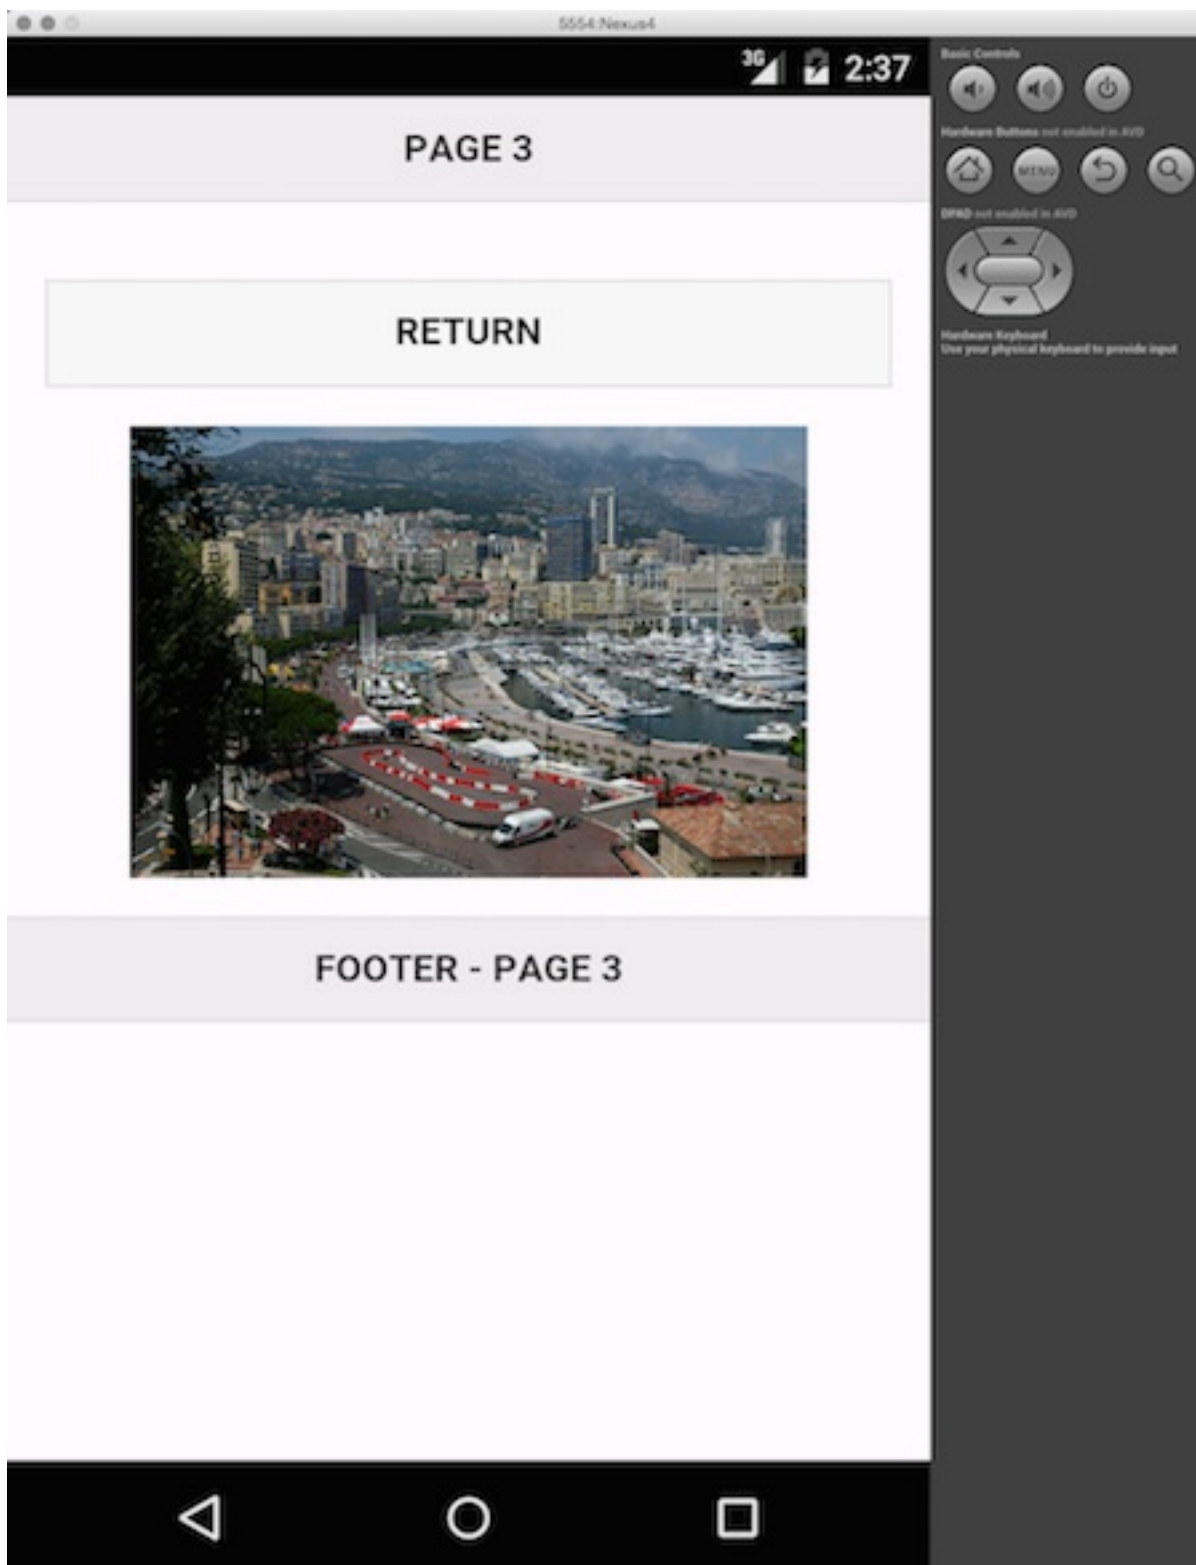 5554:Nexus4
3G 2:37
PAGE 3
RETURN
FOOTER - PAGE 3
Basic Controls
Hardware Buttons not enabled in AVD
MENU
DPAD not enabled in AVD
Hardware Keyboard
Use your physical keyboard to provide input